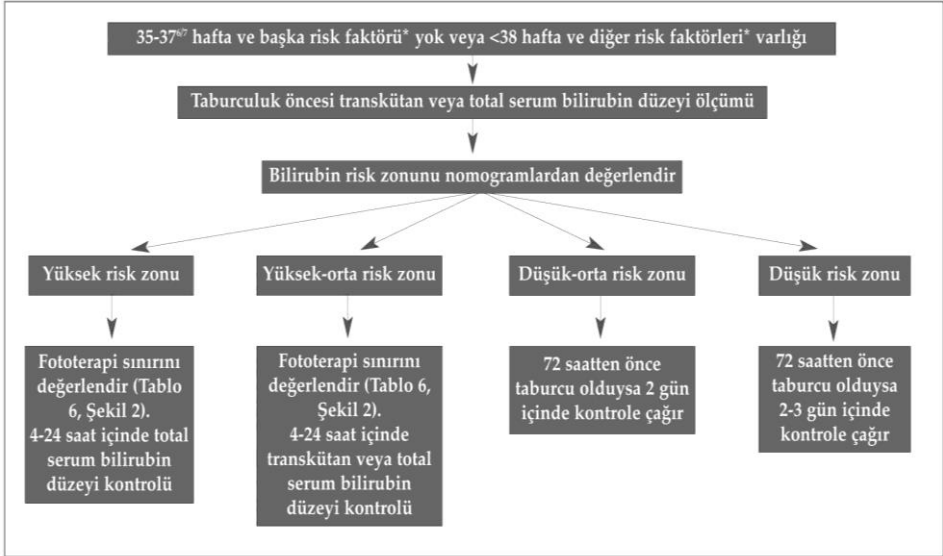 35-37⁶ᐟ⁷ hafta ve başka risk faktörü* yok veya <38 hafta ve diğer risk faktörleri* varlığı
Taburculuk öncesi transkütan veya total serum bilirubin düzeyi ölçümü
Bilirubin risk zonunu nomogramlardan değerlendir
Yüksek risk zonu
Yüksek-orta risk zonu
Düşük-orta risk zonu
Düşük risk zonu
Fototerapi sınırını
değerlendir (Tablo
6, Şekil 2).
4-24 saat içinde total
serum bilirubin
düzeyi kontrolü
Fototerapi sınırını
değerlendir (Tablo 6,
Şekil 2).
4-24 saat içinde
transkütan veya total
serum bilirubin
düzeyi kontrolü
72 saatten önce
taburcu olduysa 2 gün
içinde kontrole çağır
72 saatten önce
taburcu olduysa
2-3 gün içinde
kontrole çağır